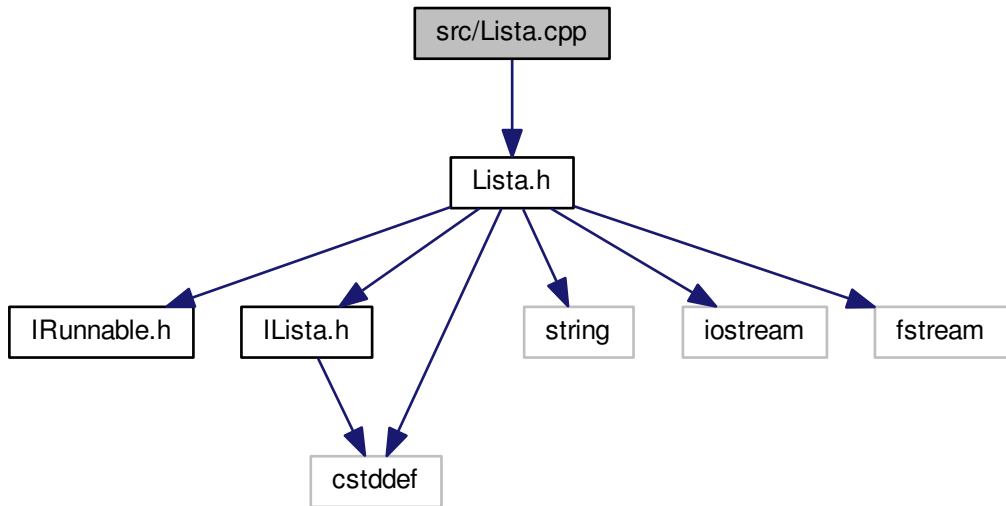 src/Lista.cpp
Lista.h
IRunnable.h
ILista.h
string
iostream
fstream
cstddef